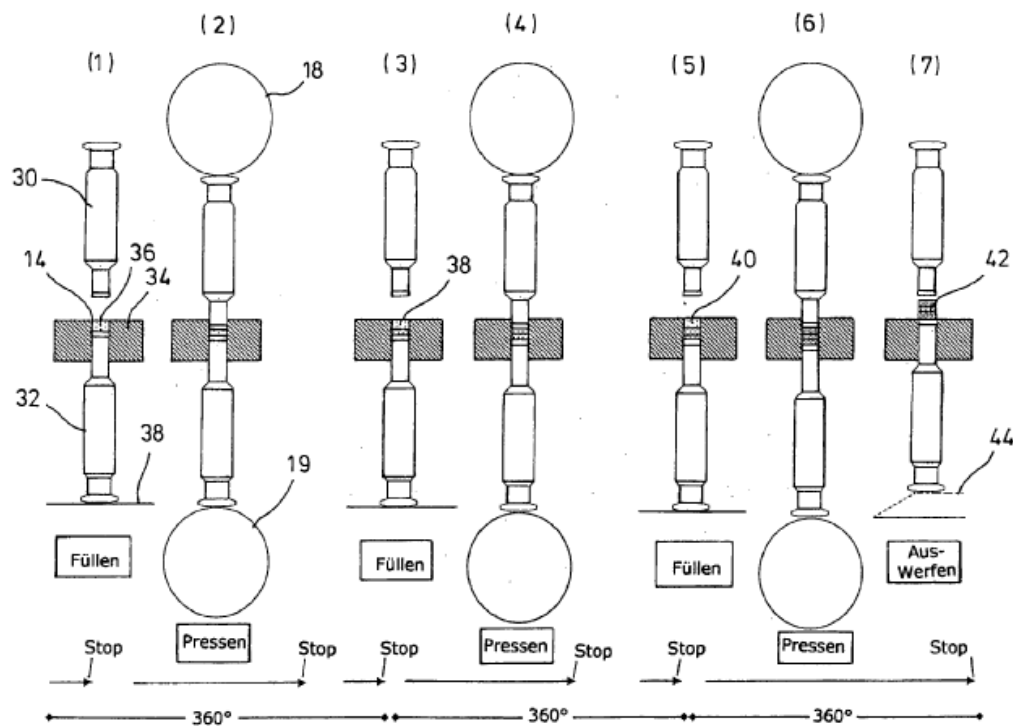 (1)
(2)
(3)
(4)
(5)
(6)
(7)
18
30
14
36
34
38
40
42
32
38
19
44
Füllen
Füllen
Füllen
Aus-
Werfen
Pressen
Pressen
Pressen
Stop
Stop
Stop
Stop
Stop
Stop
360°
360°
360°